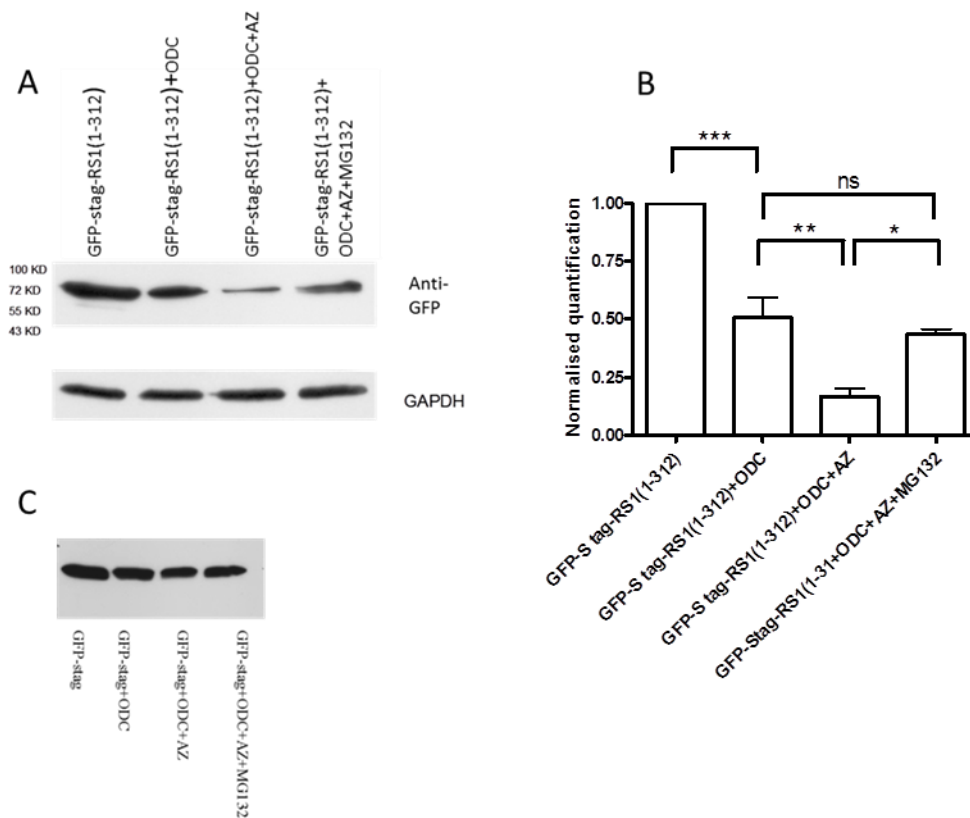 A
GFP-stag-RS1(1-312)
GFP-stag-RS1(1-312)+ODC
GFP-stag-RS1(1-312)+ODC+AZ
GFP-stag-RS1(1-312)+
ODC+AZ+MG132
100 KD
72 KD
55 KD
43 KD
Anti-
GFP
GAPDH
B
***
ns
**
*
Normalised quantification
1.00
0.75
0.50
0.25
0.00
GFP-S tag-RS1(1-312)
GFP-S tag-RS1(1-312)+ODC
GFP-S tag-RS1(1-312)+ODC+AZ
GFP-Stag-RS1(1-31+ODC+AZ+MG132
C
GFP-stag
GFP-stag+ODC
GFP-stag+ODC+AZ
GFP-stag+ODC+AZ+MG132